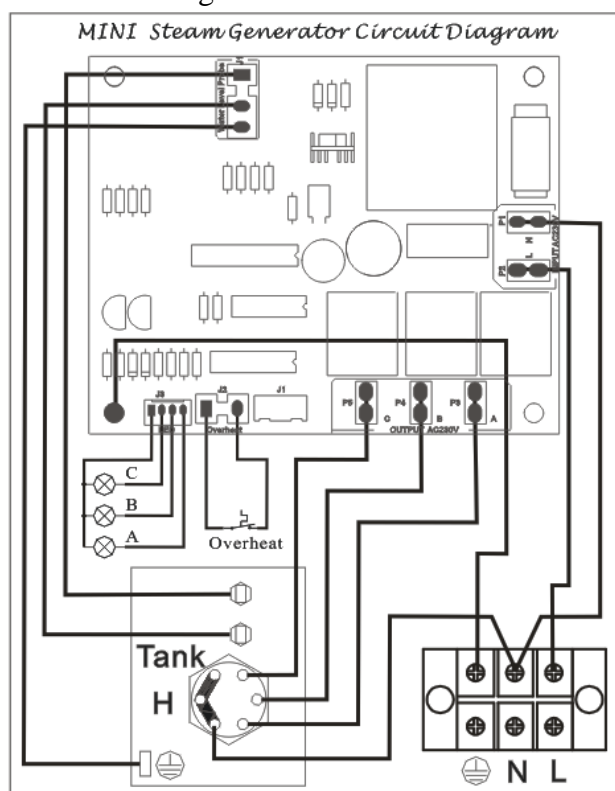 MINI Steam Generator Circuit Diagram
J1
Water Level Probe
P1
N
L
P2
INPUT AC230V
J3
J2
J1
Overheat
P5
P4
P3
C
B
A
OUTPUT AC230V
C
B
A
Overheat
Tank
H
N L